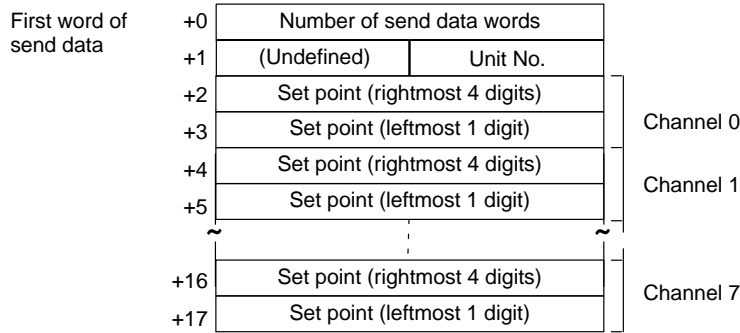 First word of
send data
+0 Number of send data words
+1 (Undefined) Unit No.
+2 Set point (rightmost 4 digits)
+3 Set point (leftmost 1 digit)
Channel 0
+4 Set point (rightmost 4 digits)
+5 Set point (leftmost 1 digit)
Channel 1
+16 Set point (rightmost 4 digits)
+17 Set point (leftmost 1 digit)
Channel 7